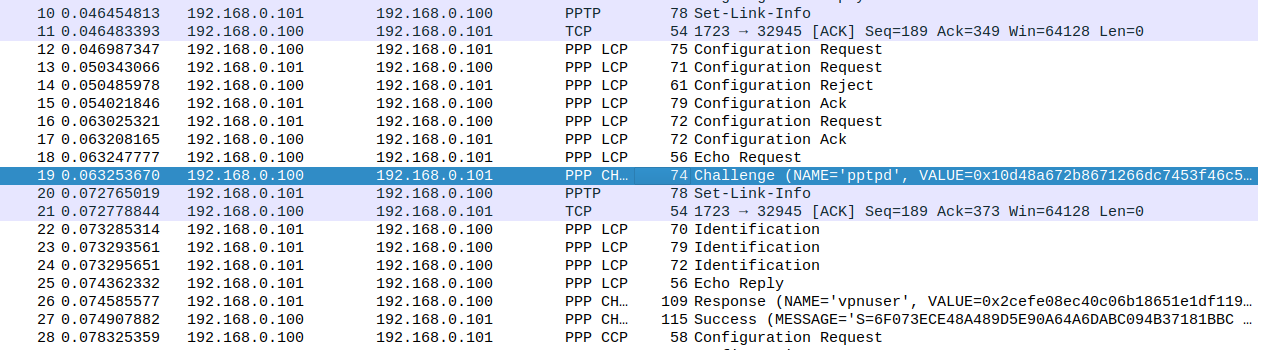 10 0.046454813 192.168.0.101 192.168.0.100 PPTP 78 Set-Link-Info
11 0.046483393 192.168.0.100 192.168.0.101 TCP 54 1723 → 32945 [ACK] Seq=189 Ack=349 Win=64128 Len=0
12 0.046987347 192.168.0.100 192.168.0.101 PPP LCP 75 Configuration Request
13 0.050343066 192.168.0.101 192.168.0.100 PPP LCP 71 Configuration Request
14 0.050485978 192.168.0.100 192.168.0.101 PPP LCP 61 Configuration Reject
15 0.054021846 192.168.0.101 192.168.0.100 PPP LCP 79 Configuration Ack
16 0.063025321 192.168.0.101 192.168.0.100 PPP LCP 72 Configuration Request
17 0.063208165 192.168.0.100 192.168.0.101 PPP LCP 72 Configuration Ack
18 0.063247777 192.168.0.100 192.168.0.101 PPP LCP 56 Echo Request
19 0.063253670 192.168.0.100 192.168.0.101 PPP CH… 74 Challenge (NAME='pptpd', VALUE=0x10d48a672b8671266dc7453f46c5…
20 0.072765019 192.168.0.101 192.168.0.100 PPTP 78 Set-Link-Info
21 0.072778844 192.168.0.100 192.168.0.101 TCP 54 1723 → 32945 [ACK] Seq=189 Ack=373 Win=64128 Len=0
22 0.073285314 192.168.0.101 192.168.0.100 PPP LCP 70 Identification
23 0.073293561 192.168.0.101 192.168.0.100 PPP LCP 79 Identification
24 0.073295651 192.168.0.101 192.168.0.100 PPP LCP 72 Identification
25 0.074362332 192.168.0.101 192.168.0.100 PPP LCP 56 Echo Reply
26 0.074585577 192.168.0.101 192.168.0.100 PPP CH… 109 Response (NAME='vpnuser', VALUE=0x2cefe08ec40c06b18651e1df119…
27 0.074907882 192.168.0.100 192.168.0.101 PPP CH… 115 Success (MESSAGE='S=6F073ECE48A489D5E90A64A6DABC094B37181BBC …
28 0.078325359 192.168.0.100 192.168.0.101 PPP CCP 58 Configuration Request